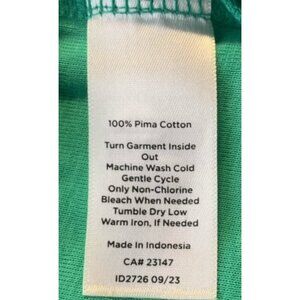 100% Pima Cotton
Turn Garment Inside
Out
Machine Wash Cold
Gentle Cycle
Only Non-Chlorine
Bleach When Needed
Tumble Dry Low
Warm Iron, If Needed
Made In Indonesia
CA# 23147
ID2726 09/23